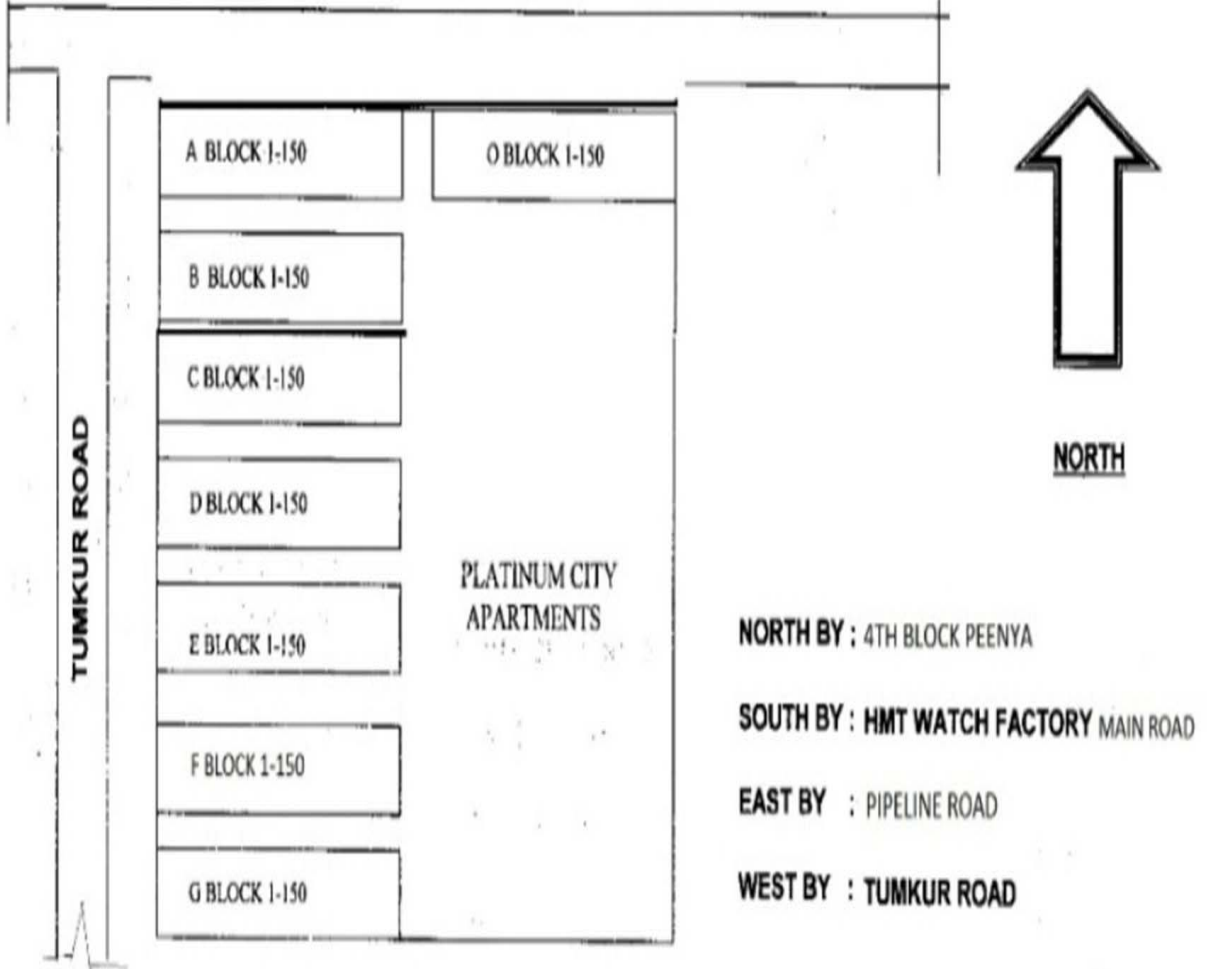 A BLOCK 1-150
O BLOCK 1-150
B BLOCK 1-150
C BLOCK 1-150
D BLOCK 1-150
E BLOCK 1-150
F BLOCK 1-150
G BLOCK 1-150
TUMKUR ROAD
PLATINUM CITY
APARTMENTS
NORTH
NORTH BY : 4TH BLOCK PEENYA
SOUTH BY : HMT WATCH FACTORY MAIN ROAD
EAST BY : PIPELINE ROAD
WEST BY : TUMKUR ROAD